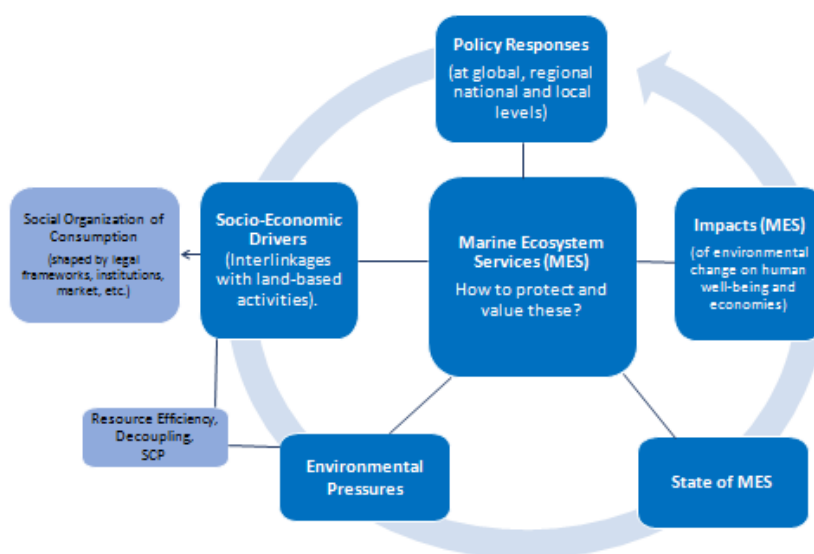 Policy Responses
(at global, regional
national and local
levels)
Social Organization of
Consumption
(shaped by legal
frameworks, institutions,
market, etc.)
Socio-Economic
Drivers
(Interlinkages
with land-based
activities).
Marine Ecosystem
Services (MES)
How to protect and
value these?
Impacts (MES)
(of environmental
change on human
well-being and
economies)
Resource Efficiency,
Decoupling,
SCP
Environmental
Pressures
State of MES